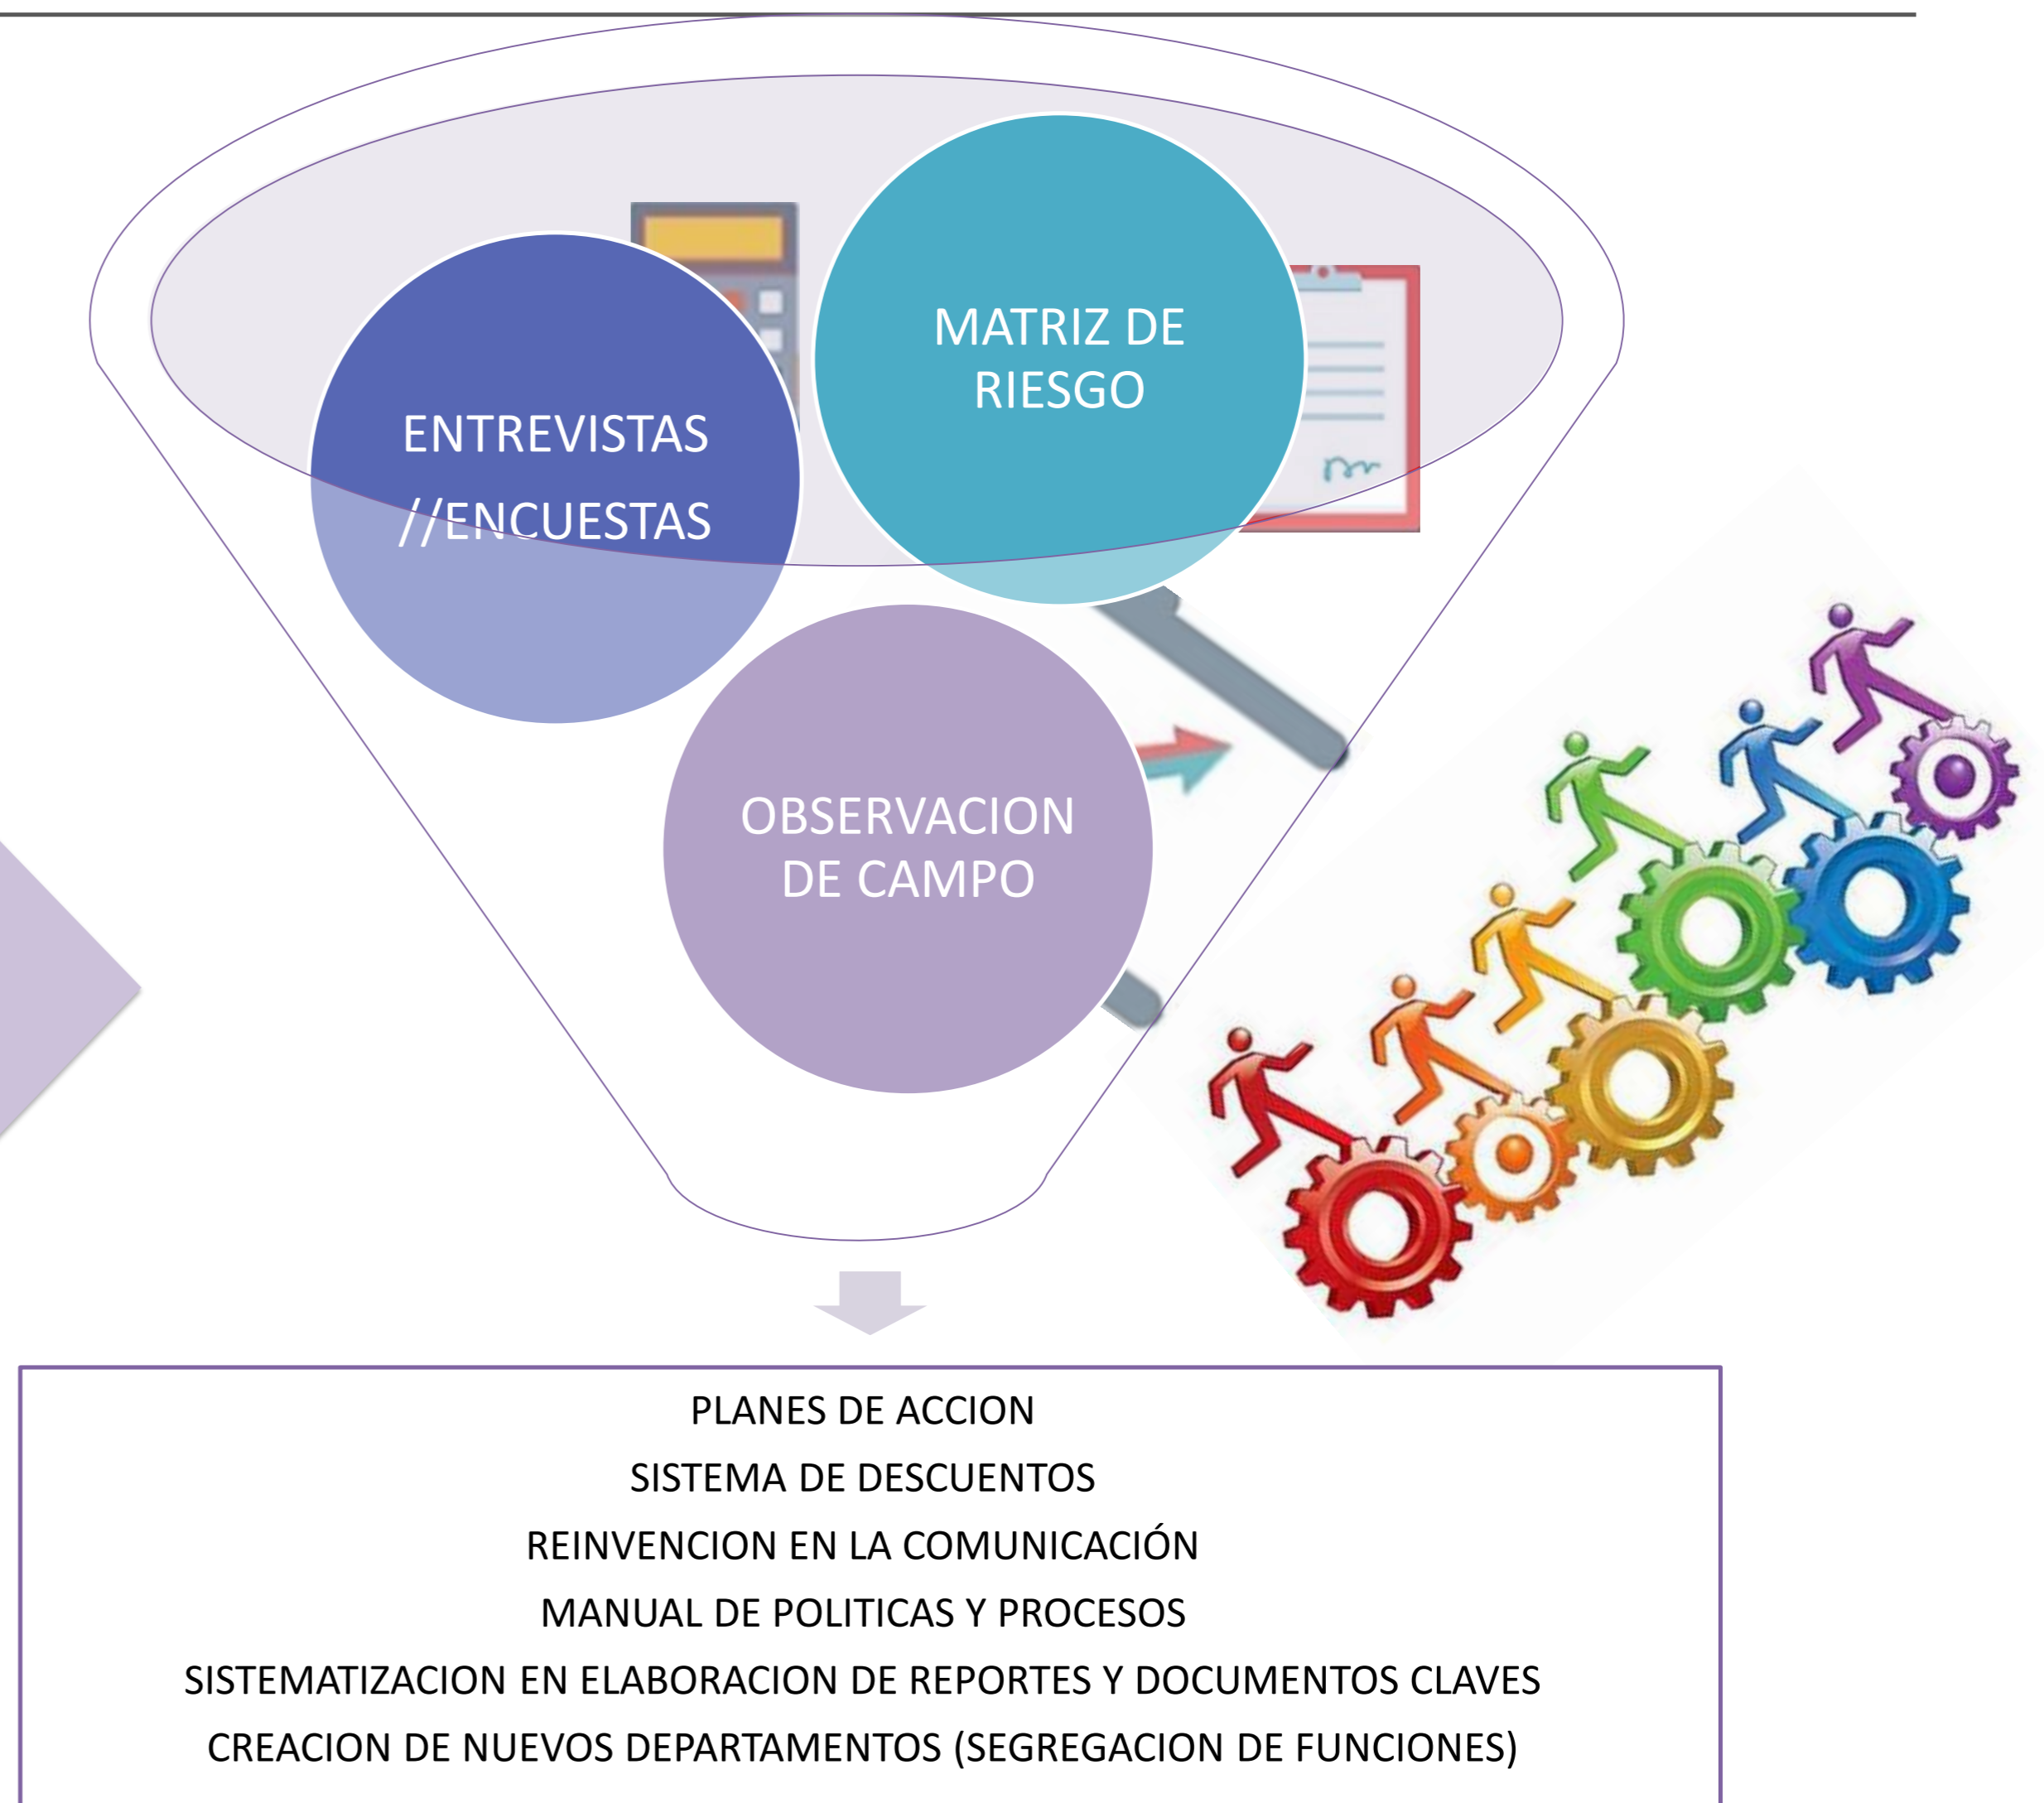 MATRIZ DE
RIESGO
ENTREVISTAS
//ENCUESTAS
OBSERVACION
DE CAMPO
PLANES DE ACCION
SISTEMA DE DESCUENTOS
REINVENCION EN LA COMUNICACIÓN
MANUAL DE POLITICAS Y PROCESOS
SISTEMATIZACION EN ELABORACION DE REPORTES Y DOCUMENTOS CLAVES
CREACION DE NUEVOS DEPARTAMENTOS (SEGREGACION DE FUNCIONES)